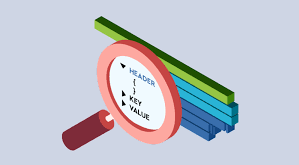 HEADER
{
}
KEY
VALUE